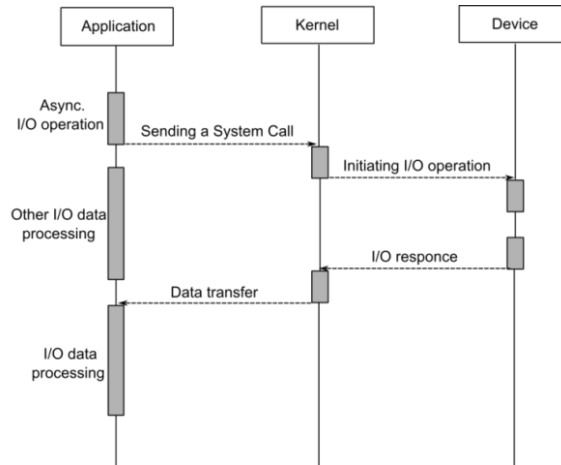 Application
Kernel
Device
Async.
I/O operation
Sending a System Call
Initiating I/O operation
Other I/O data
processing
I/O responce
Data transfer
I/O data
processing